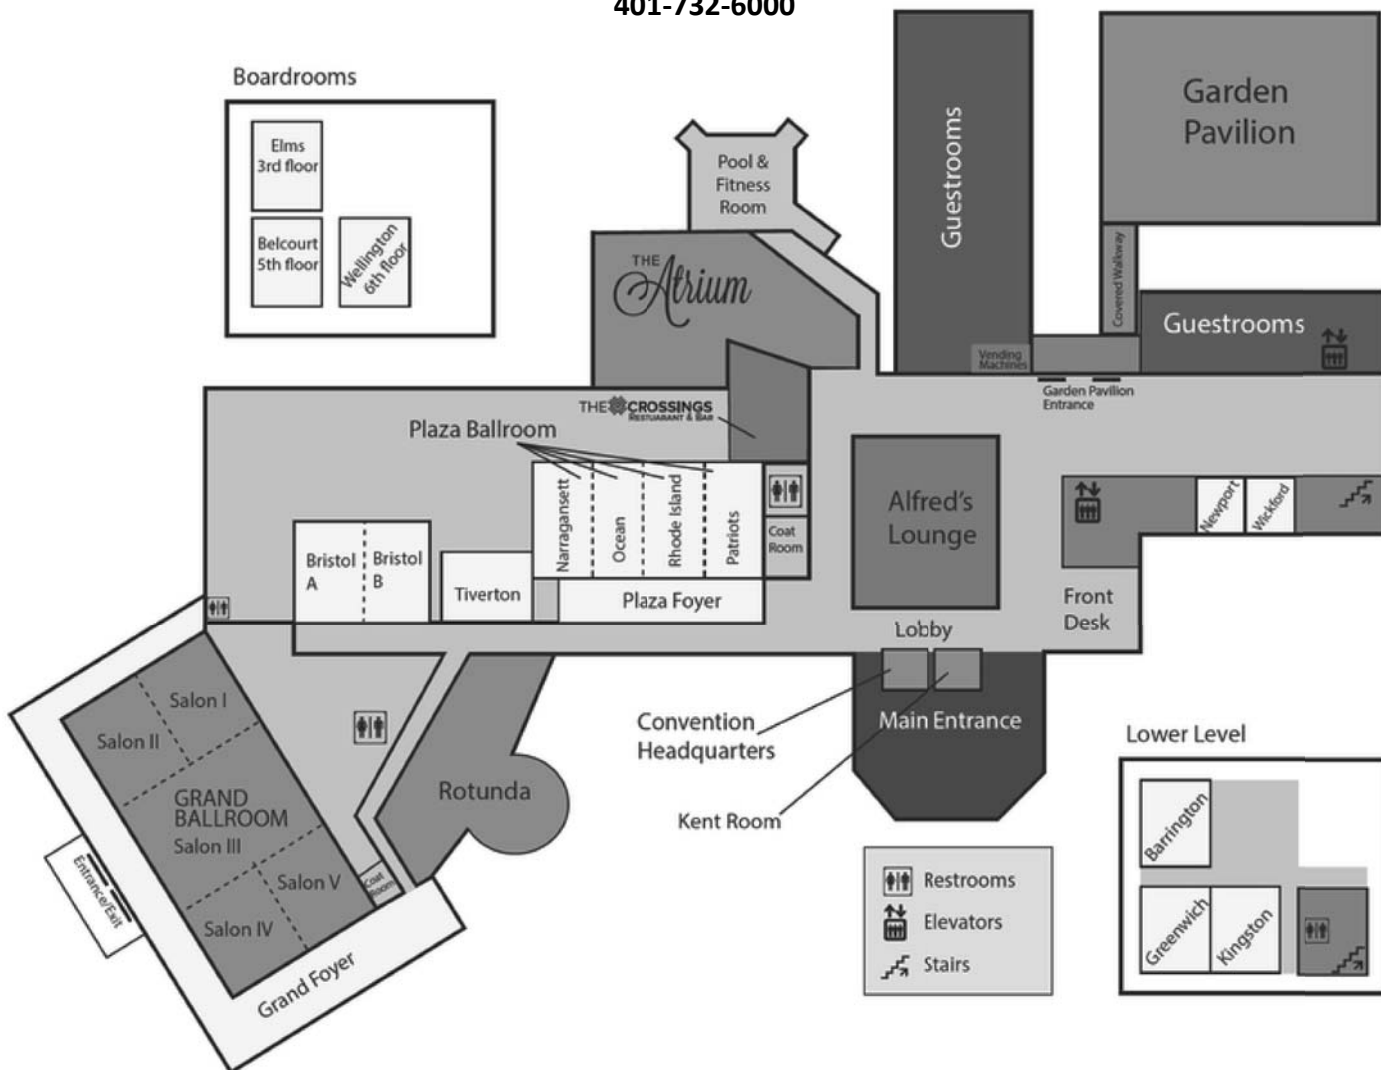 401-732-6000
Boardrooms
Elms
3rd floor
Belcourt
5th floor
Wellington
6th floor
Pool &
Fitness
Room
THE
Atrium
Guestrooms
Garden
Pavilion
Covered Walkway
Guestrooms
Vending
Machines
Garden Pavilion
Entrance
THE CROSSINGS
RESTUARANT & BAR
Plaza Ballroom
Narragansett
Ocean
Rhode Island
Patriots
Coat
Room
Alfred's
Lounge
Newport
Wickford
Bristol
A
Bristol
B
Tiverton
Plaza Foyer
Front
Desk
Lobby
Salon I
Salon II
GRAND
BALLROOM
Salon III
Salon V
Salon IV
Coat
Room
Entrance/Exit
Grand Foyer
Rotunda
Convention
Headquarters
Main Entrance
Kent Room
Restrooms
Elevators
Stairs
Lower Level
Barrington
Greenwich
Kingston